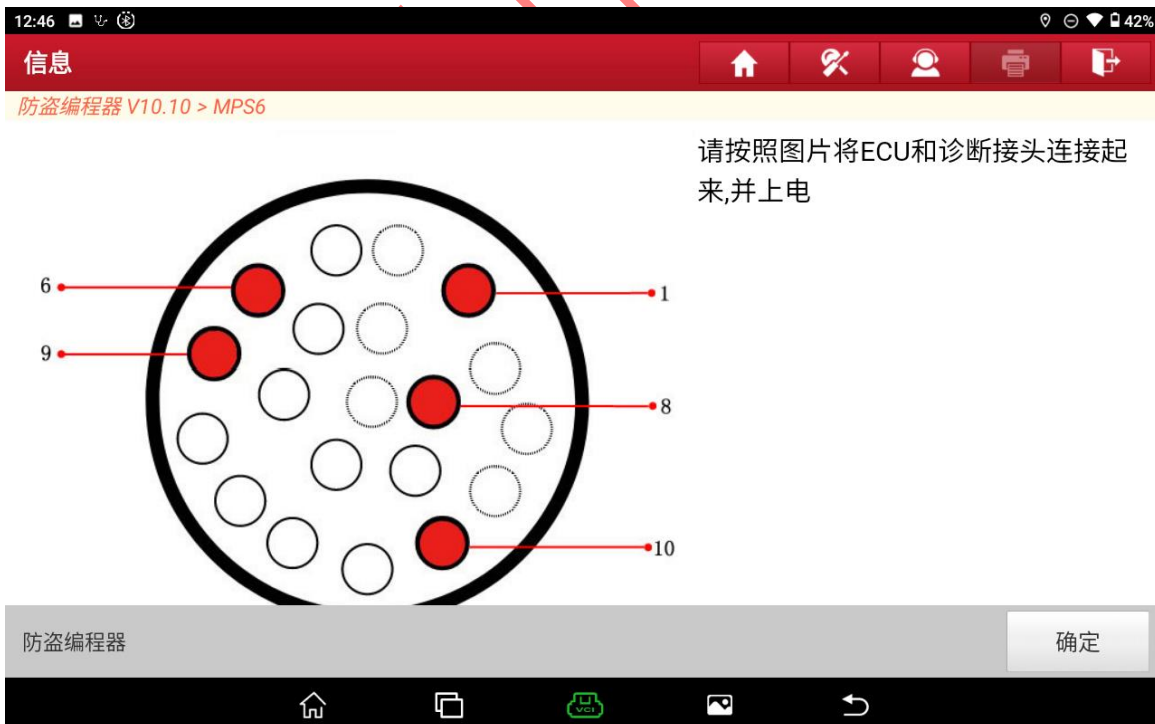 12:46
42%
信息
防盗编程器 V10.10 > MPS6
请按照图片将ECU和诊断接头连接起
来,并上电
6
1
9
8
10
防盗编程器
确定
VCI